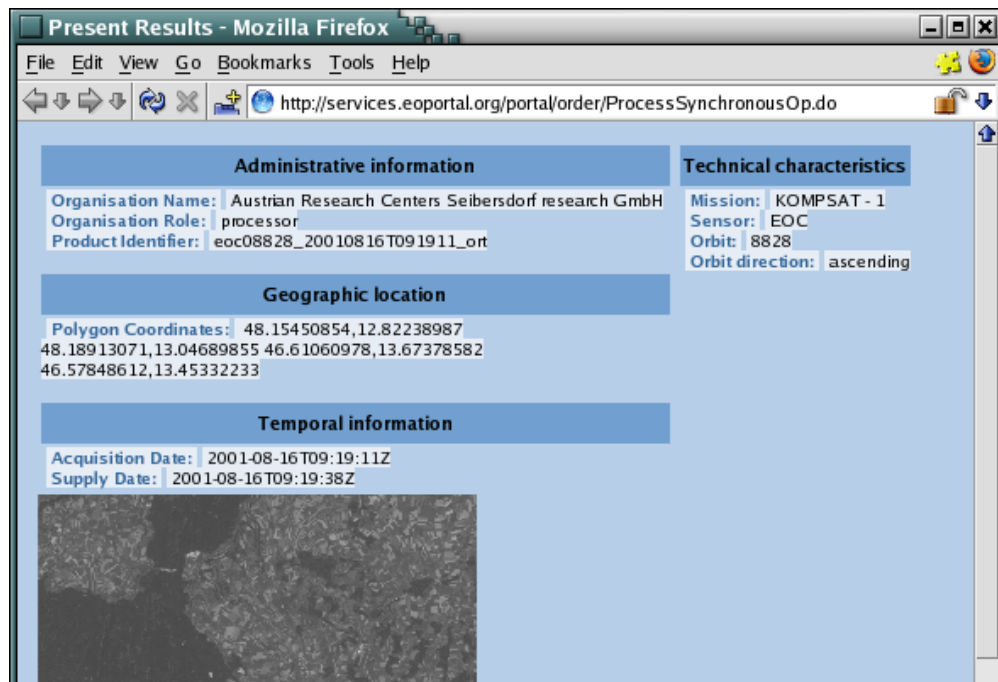 Present Results - Mozilla Firefox
File Edit View Go Bookmarks Tools Help
http://services.eoportal.org/portal/order/ProcessSynchronousOp.do
Administrative information
Organisation Name: Austrian Research Centers Seibersdorf research GmbH
Organisation Role: processor
Product Identifier: eoc08828_20010816T091911_ort
Geographic location
Polygon Coordinates: 48.15450854,12.82238987
48.18913071,13.04689855 46.61060978,13.67378582
46.57848612,13.45332233
Temporal information
Acquisition Date: 2001-08-16T09:19:11Z
Supply Date: 2001-08-16T09:19:38Z
Technical characteristics
Mission: KOMPSAT - 1
Sensor: EOC
Orbit: 8828
Orbit direction: ascending